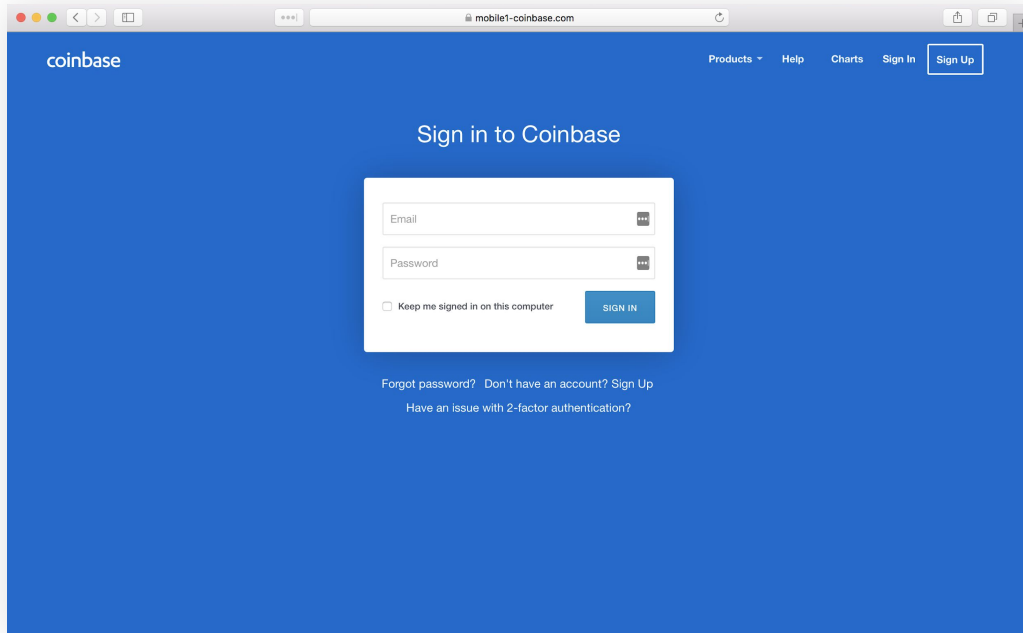 mobile1-coinbase.com
coinbase
Products Help Charts Sign In Sign Up
Sign in to Coinbase
Email
Password
Keep me signed in on this computer SIGN IN
Forgot password? Don't have an account? Sign Up
Have an issue with 2-factor authentication?